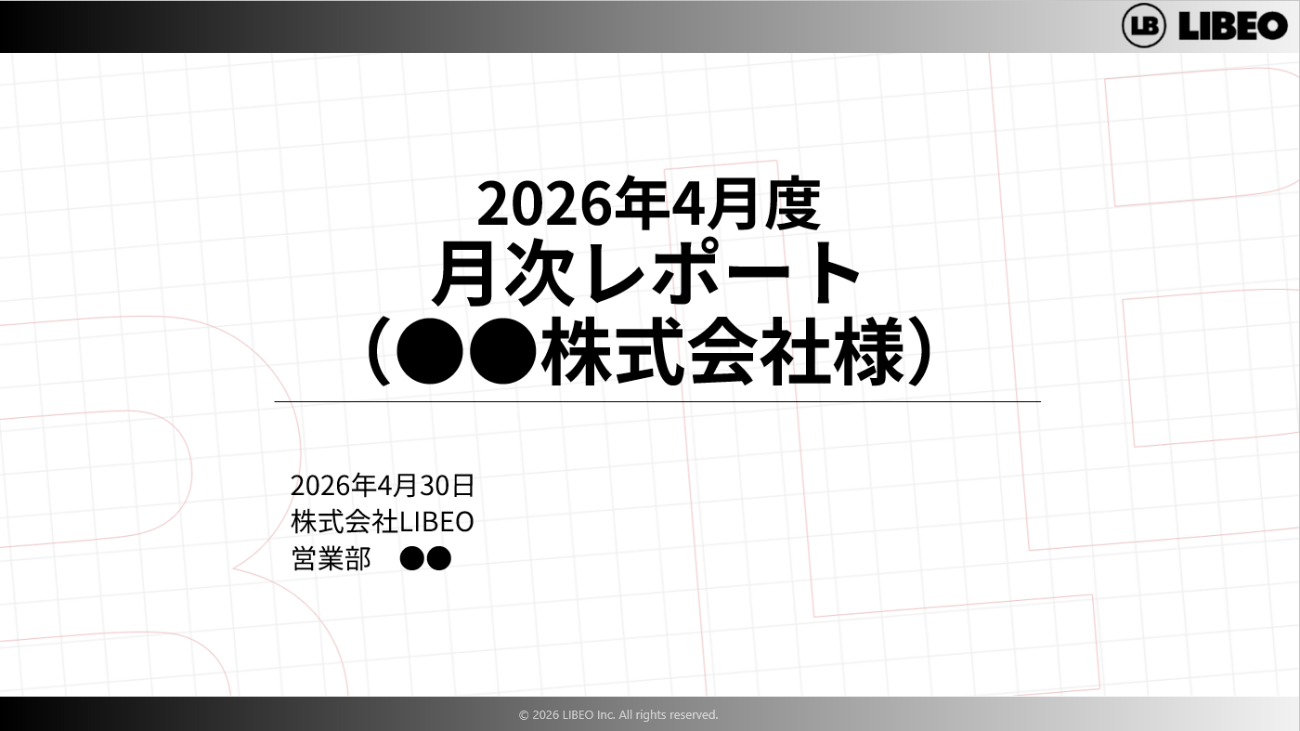 LB LIBEO
2026年4月度
月次レポート
（●●株式会社様）
2026年4月30日
株式会社LIBEO
営業部　●●
© 2026 LIBEO Inc. All rights reserved.